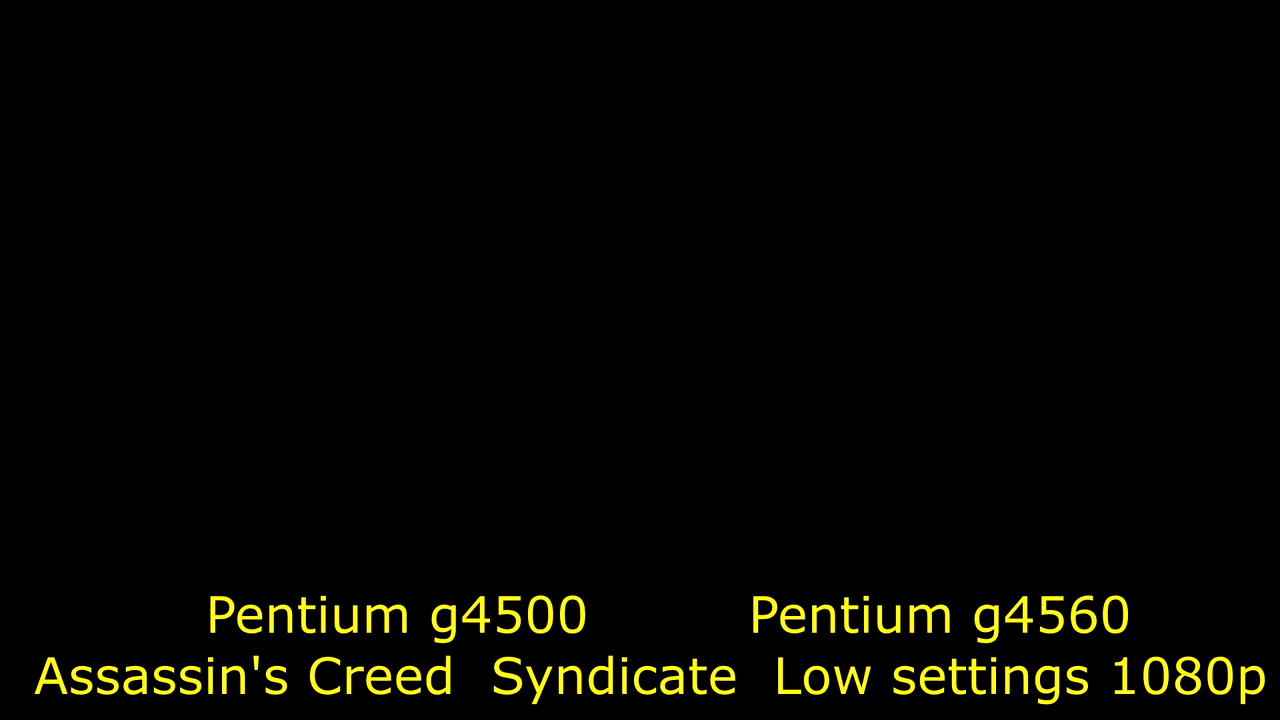 Pentium g4500 Pentium g4560
Assassin's Creed Syndicate Low settings 1080p